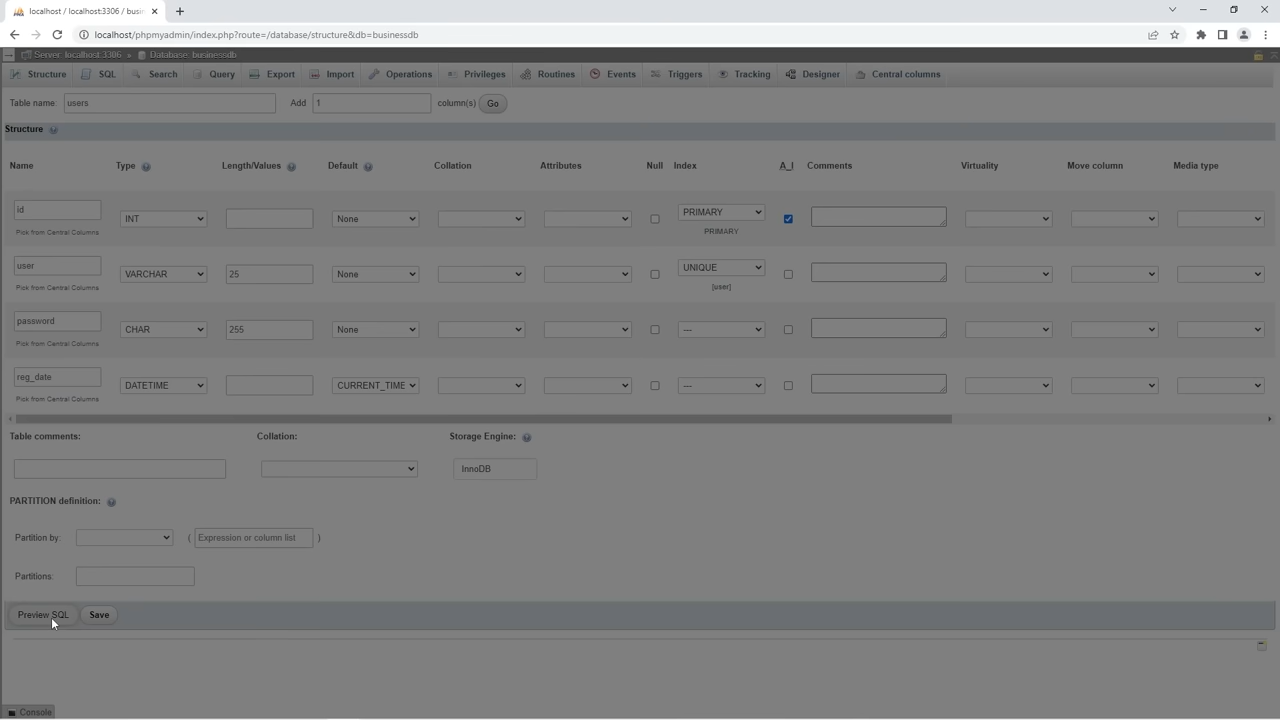 localhost / localhost:3306 / busin
localhost/phpmyadmin/index.php?route=/database/structure&db=businessdb
Server: localhost:3306 » Database: businessdb
Structure SQL Search Query Export Import Operations Privileges Routines Events Triggers Tracking Designer Central columns
Table name: users Add 1 column(s) Go
Structure
Name Type Length/Values Default Collation Attributes Null Index A_I Comments Virtuality Move column Media type
id INT None PRIMARY
Pick from Central Columns PRIMARY
user VARCHAR 25 None UNIQUE
Pick from Central Columns [user]
password CHAR 255 None ---
Pick from Central Columns
reg_date DATETIME CURRENT_TIME ---
Pick from Central Columns
Table comments: Collation: Storage Engine:
InnoDB
PARTITION definition:
Partition by: ( Expression or column list )
Partitions:
Preview SQL Save
Console